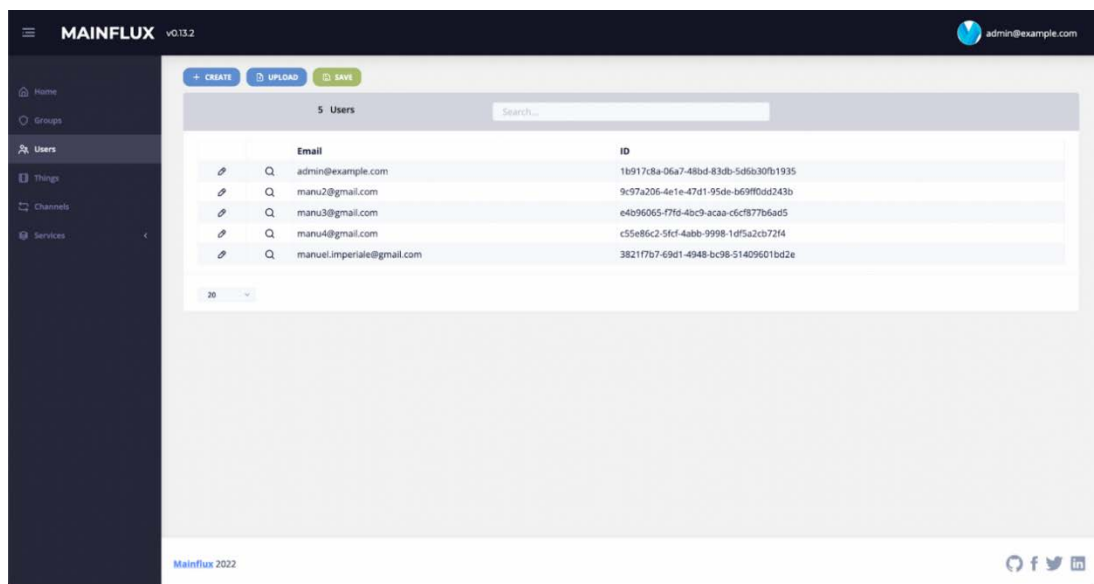 MAINFLUX v0.13.2 admin@example.com
+ CREATE UPLOAD SAVE
Home
Groups
Users
Things
Channels
Services
5 Users Search...
Email ID
admin@example.com 1b917c8a-06a7-48bd-83db-5d6b30fb1935
manu2@gmail.com 9c97a206-4e1e-47d1-95de-b69ff0dd243b
manu3@gmail.com e4b96065-f7fd-4bc9-acaa-c6cf877b6ad5
manu4@gmail.com c55e86c2-5fcf-4abb-9998-1df5a2cb72f4
manuel.imperiale@gmail.com 3821f7b7-69d1-4948-bc98-51409601bd2e
20
Mainflux 2022